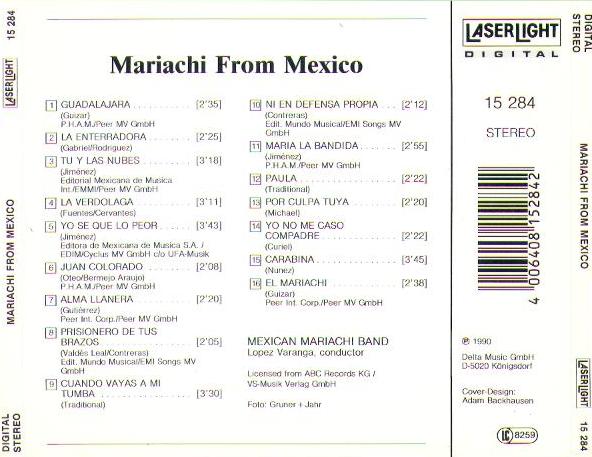 15 284
LASERLIGHT
MARIACHI FROM MEXICO
DIGITAL
STEREO
Mariachi From Mexico
1 GUADALAJARA .......... [2'35]
(Guizar)
P.H.A.M./Peer MV GmbH
2 LA ENTERRADORA ....... [2'25]
(Gabriel/Rodriguez)
3 TU Y LAS NUBES ........ [3'18]
(Jiménez)
Editorial Mexicana de Musica
Int./EMMI/Peer MV GmbH
4 LA VERDOLAGA ......... [3'11]
(Fuentes/Cervantes)
5 YO SE QUE LO PEOR ..... [3'43]
(Jiménez)
Editora de Mexicana de Musica S.A. /
EDIM/Cyclus MV GmbH c/o UFA-Musik
6 JUAN COLORADO ........ [2'08]
(Oteo/Bermejo Araujo)
P.H.A.M./Peer MV GmbH
7 ALMA LLANERA ......... [2'20]
(Gutiérrez)
Peer Int. Corp./Peer MV GmbH
8 PRISIONERO DE TUS
BRAZOS ............... [2'05]
(Valdés Leal/Contreras)
Edit. Mundo Musical/EMI Songs MV
GmbH
9 CUANDO VAYAS A MI
TUMBA ................ [3'30]
(Traditional)
10 NI EN DEFENSA PROPIA .. [2'12]
(Contreras)
Edit. Mundo Musical/EMI Songs MV
GmbH
11 MARIA LA BANDIDA ...... [2'55]
(Jiménez)
P.H.A.M./Peer MV GmbH
12 PAULA ................ [2'22]
(Traditional)
13 POR CULPA TUYA ....... [2'20]
(Michael)
14 YO NO ME CASO
COMPADRE ............ [2'22]
(Curiel)
15 CARABINA ............. [3'45]
(Nunez)
16 EL MARIACHI ........... [2'38]
(Guizar)
Peer Int. Corp./Peer MV GmbH
MEXICAN MARIACHI BAND
Lopez Varanga, conductor
Licensed from ABC Records KG /
VS-Musik Verlag GmbH
Foto: Gruner + Jahr
LASERLIGHT
DIGITAL
15 284
STEREO
4 006408 152842
℗ 1990
Delta Music GmbH
D-5020 Königsdorf
Cover-Design:
Adam Backhausen
LC 8259
DIGITAL
STEREO
MARIACHI FROM MEXICO
LASERLIGHT
15 284